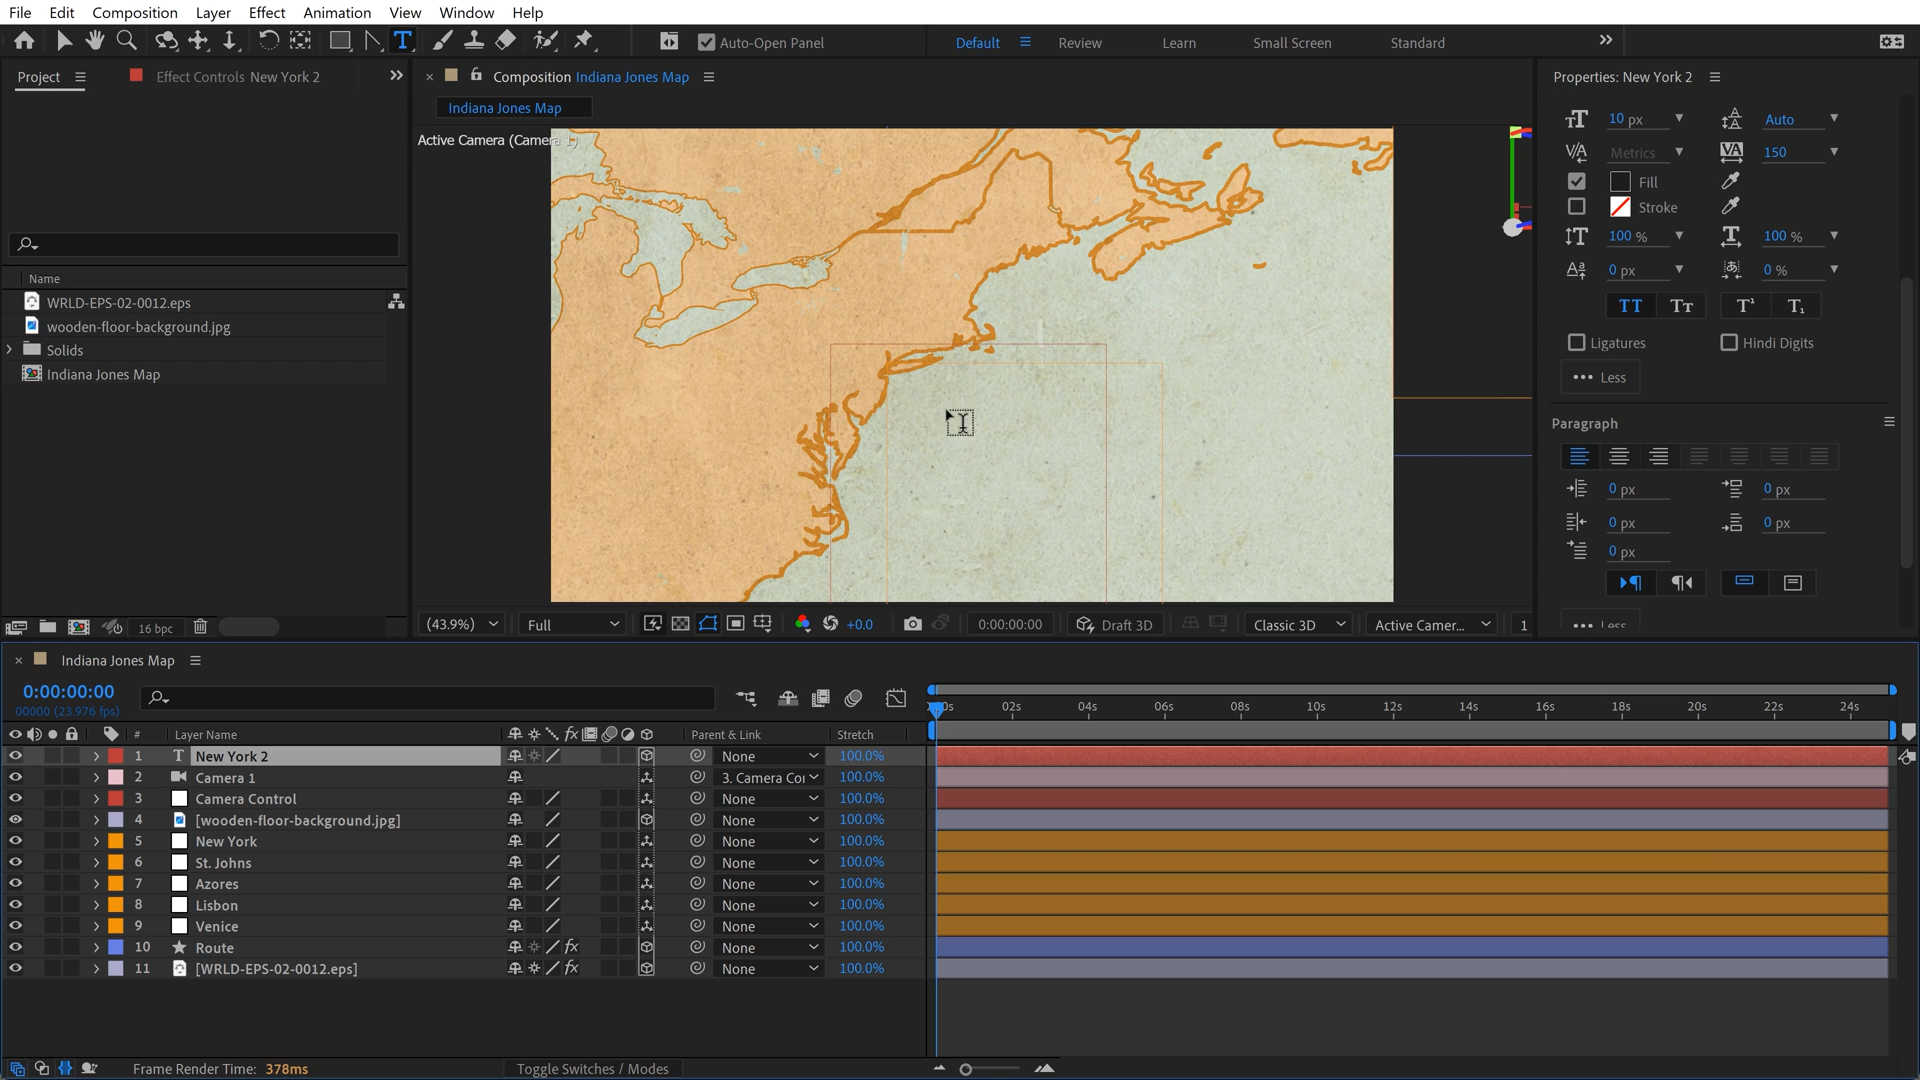 File Edit Composition Layer Effect Animation View Window Help
Auto-Open Panel Default Review Learn Small Screen Standard
Project Effect Controls New York 2
Composition Indiana Jones Map
Properties: New York 2
Indiana Jones Map
Active Camera (Camera 1)
10 px Auto
Metrics 150
Fill
Stroke
100 % 100 %
0 px 0 %
TT Tт T¹ T₁
Ligatures Hindi Digits
Less
Paragraph
0 px 0 px
0 px 0 px
0 px
Less
Name
WRLD-EPS-02-0012.eps
wooden-floor-background.jpg
Solids
Indiana Jones Map
16 bpc
(43.9%) Full +0.0 0:00:00:00 Draft 3D Classic 3D Active Camer... 1
Indiana Jones Map
0:00:00:00
00000 (23.976 fps)
02s 04s 06s 08s 10s 12s 14s 16s 18s 20s 22s 24s
# Layer Name fx Parent & Link Stretch
1 T New York 2 None 100.0%
2 Camera 1 3. Camera Cor 100.0%
3 Camera Control None 100.0%
4 [wooden-floor-background.jpg] None 100.0%
5 New York None 100.0%
6 St. Johns None 100.0%
7 Azores None 100.0%
8 Lisbon None 100.0%
9 Venice None 100.0%
10 Route fx None 100.0%
11 [WRLD-EPS-02-0012.eps] fx None 100.0%
Frame Render Time: 378ms Toggle Switches / Modes